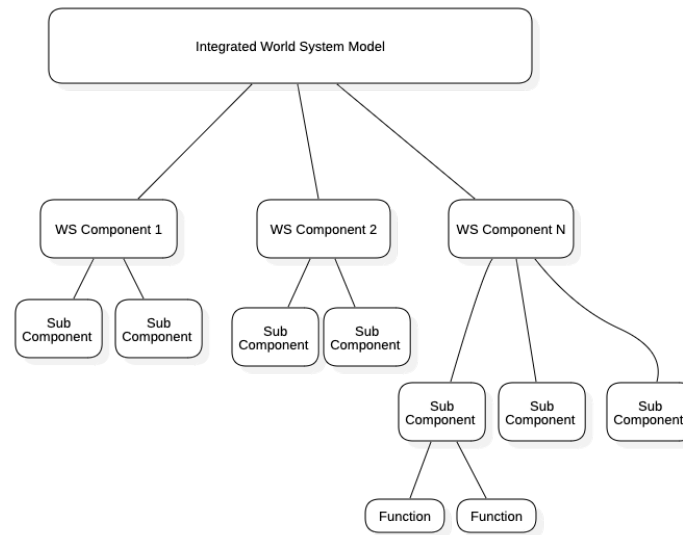 Integrated World System Model
WS Component 1
WS Component 2
WS Component N
Sub
Component
Sub
Component
Sub
Component
Sub
Component
Sub
Component
Sub
Component
Sub
Component
Function
Function